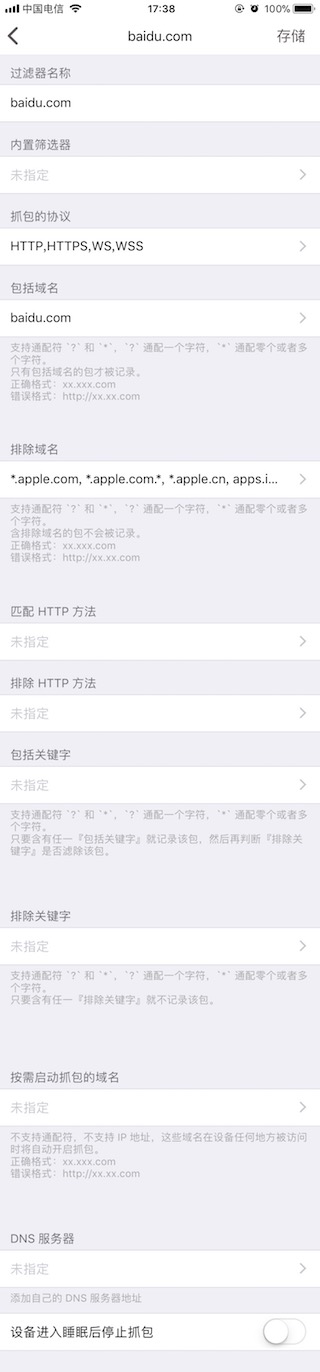 中国电信 17:38 100%
baidu.com 存储
过滤器名称
baidu.com
内置筛选器
未指定
抓包的协议
HTTP,HTTPS,WS,WSS
包括域名
baidu.com
支持通配符 `?` 和 `*`，`?` 通配一个字符，`*` 通配零个或者多
个字符。
只有包括域名的包才被记录。
正确格式：xx.xxx.com
错误格式：http://xx.xx.com
排除域名
*.apple.com, *.apple.com.*, *.apple.cn, apps.i...
支持通配符 `?` 和 `*`，`?` 通配一个字符，`*` 通配零个或者多
个字符。
含排除域名的包不会被记录。
正确格式：xx.xxx.com
错误格式：http://xx.xx.com
匹配 HTTP 方法
未指定
排除 HTTP 方法
未指定
包括关键字
未指定
支持通配符 `?` 和 `*`，`?` 通配一个字符，`*` 通配零个或者多
个字符。
只要含有任一『包括关键字』就记录该包，然后再判断『排除关
键字』是否滤除该包。
排除关键字
未指定
支持通配符 `?` 和 `*`，`?` 通配一个字符，`*` 通配零个或者多
个字符。
只要含有任一『排除关键字』就不记录该包。
按需启动抓包的域名
未指定
不支持通配符，不支持 IP 地址，这些域名在设备任何地方被访问
时将自动开启抓包。
正确格式：xx.xxx.com
错误格式：http://xx.xx.com
DNS 服务器
未指定
添加自己的 DNS 服务器地址
设备进入睡眠后停止抓包